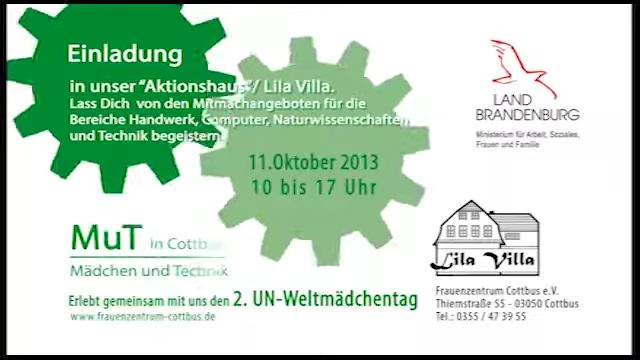 Einladung
in unser "Aktionshaus"/ Lila Villa.
Lass Dich von den Mitmachangeboten für die
Bereiche Handwerk, Computer, Naturwissenschaften
und Technik begeistern!
11.Oktober 2013
10 bis 17 Uhr
LAND
BRANDENBURG
Ministerium für Arbeit, Soziales,
Frauen und Familie
MuT in Cottbus
Mädchen und Technik
Erlebt gemeinsam mit uns den 2. UN-Weltmädchentag
www.frauenzentrum-cottbus.de
Lila Villa
Frauenzentrum Cottbus e.V.
Thiemstraße 55 - 03050 Cottbus
Tel.: 0355 / 47 39 55